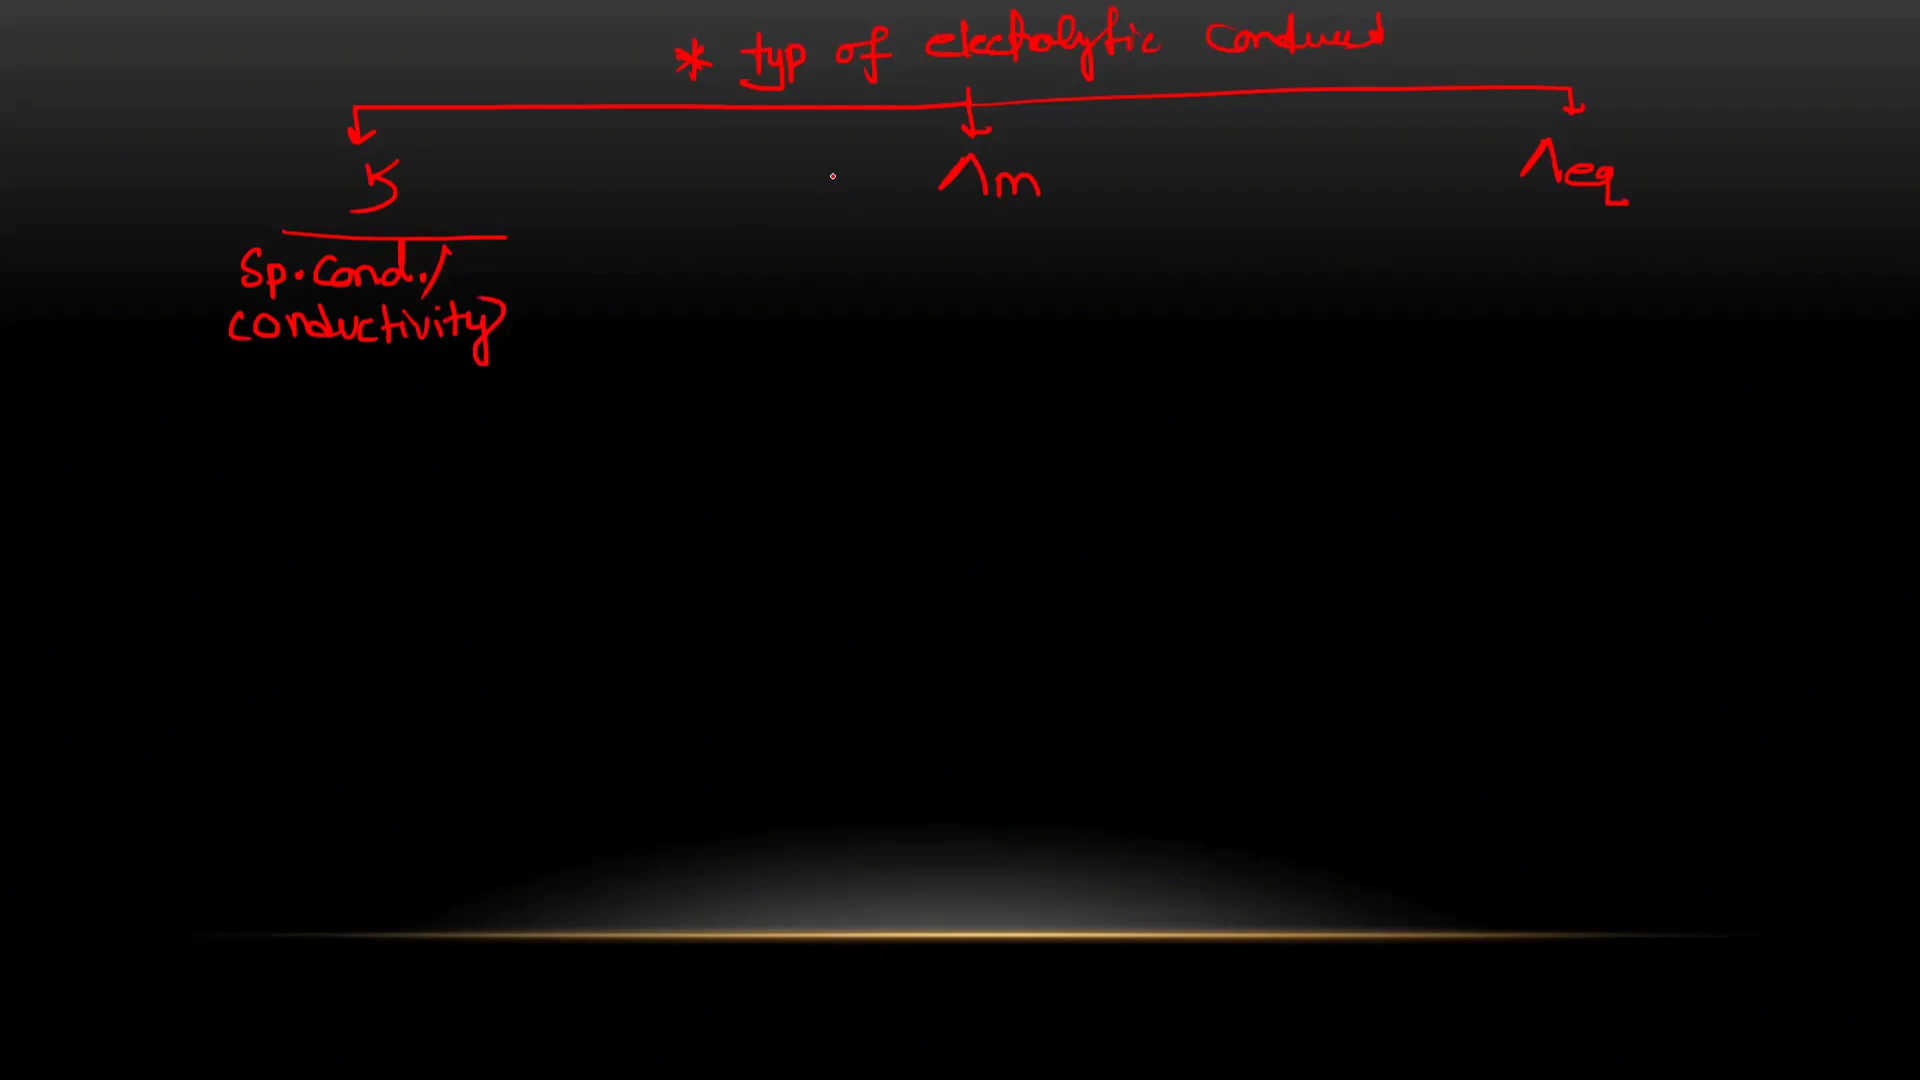 * typ of electrolytic conduct
K
Λm
Λeq
Sp. Cond./
conductivity